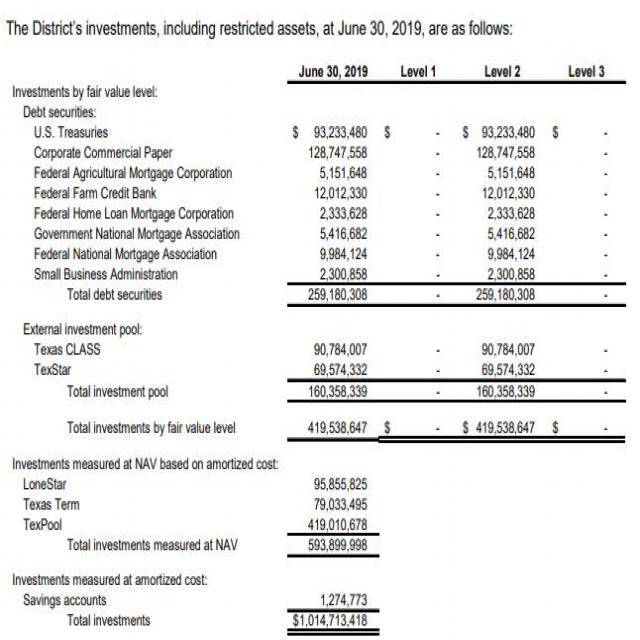 The District's investments, including restricted assets, at June 30, 2019, are as follows:
June 30, 2019 Level 1 Level 2 Level 3
Investments by fair value level:
Debt securities:
U.S. Treasuries $ 93,233,480 $ - $ 93,233,480 $ -
Corporate Commercial Paper 128,747,558 - 128,747,558 -
Federal Agricultural Mortgage Corporation 5,151,648 - 5,151,648 -
Federal Farm Credit Bank 12,012,330 - 12,012,330 -
Federal Home Loan Mortgage Corporation 2,333,628 - 2,333,628 -
Government National Mortgage Association 5,416,682 - 5,416,682 -
Federal National Mortgage Association 9,984,124 - 9,984,124 -
Small Business Administration 2,300,858 - 2,300,858 -
Total debt securities 259,180,308 - 259,180,308 -
External investment pool:
Texas CLASS 90,784,007 - 90,784,007 -
TexStar 69,574,332 - 69,574,332 -
Total investment pool 160,358,339 - 160,358,339 -
Total investments by fair value level 419,538,647 $ - $ 419,538,647 $ -
Investments measured at NAV based on amortized cost:
LoneStar 95,855,825
Texas Term 79,033,495
TexPool 419,010,678
Total investments measured at NAV 593,899,998
Investments measured at amortized cost:
Savings accounts 1,274,773
Total investments $1,014,713,418